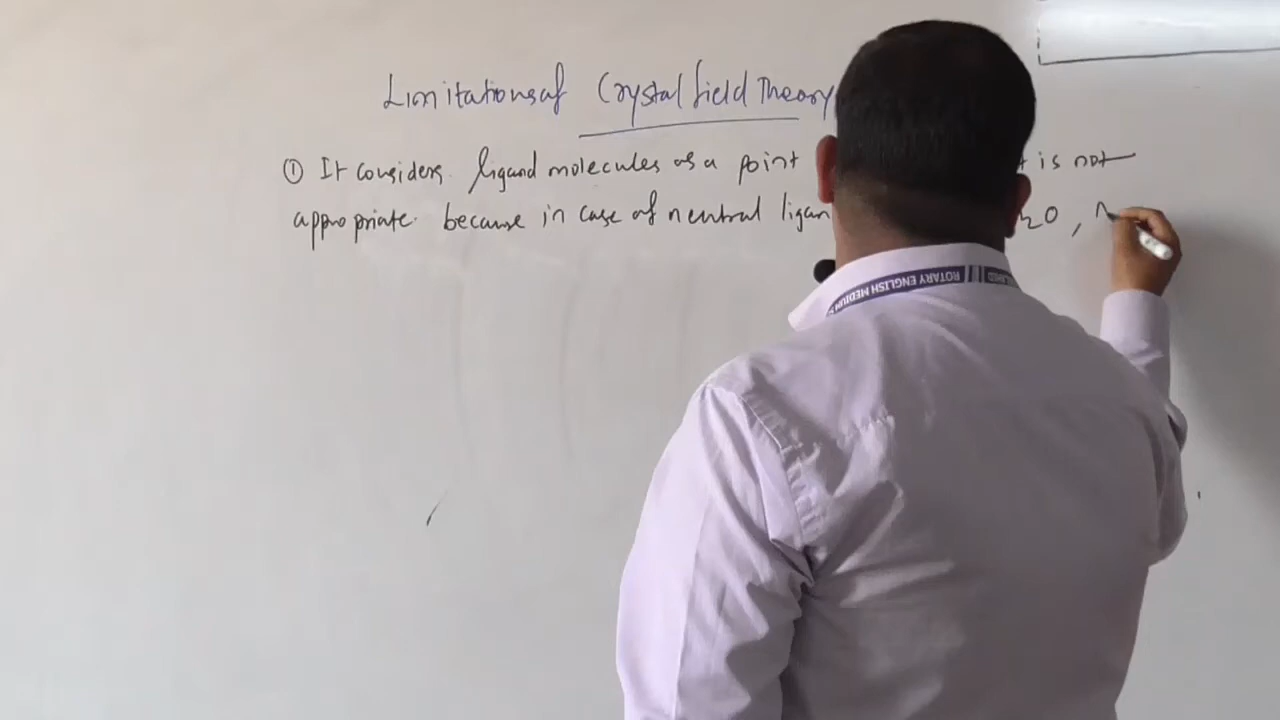 Limitations of Crystal field Theory
① It considers ligand molecules as a point is not
appropriate. because in case of neutral 2O,
ROTARY ENGLISH MEDIUM